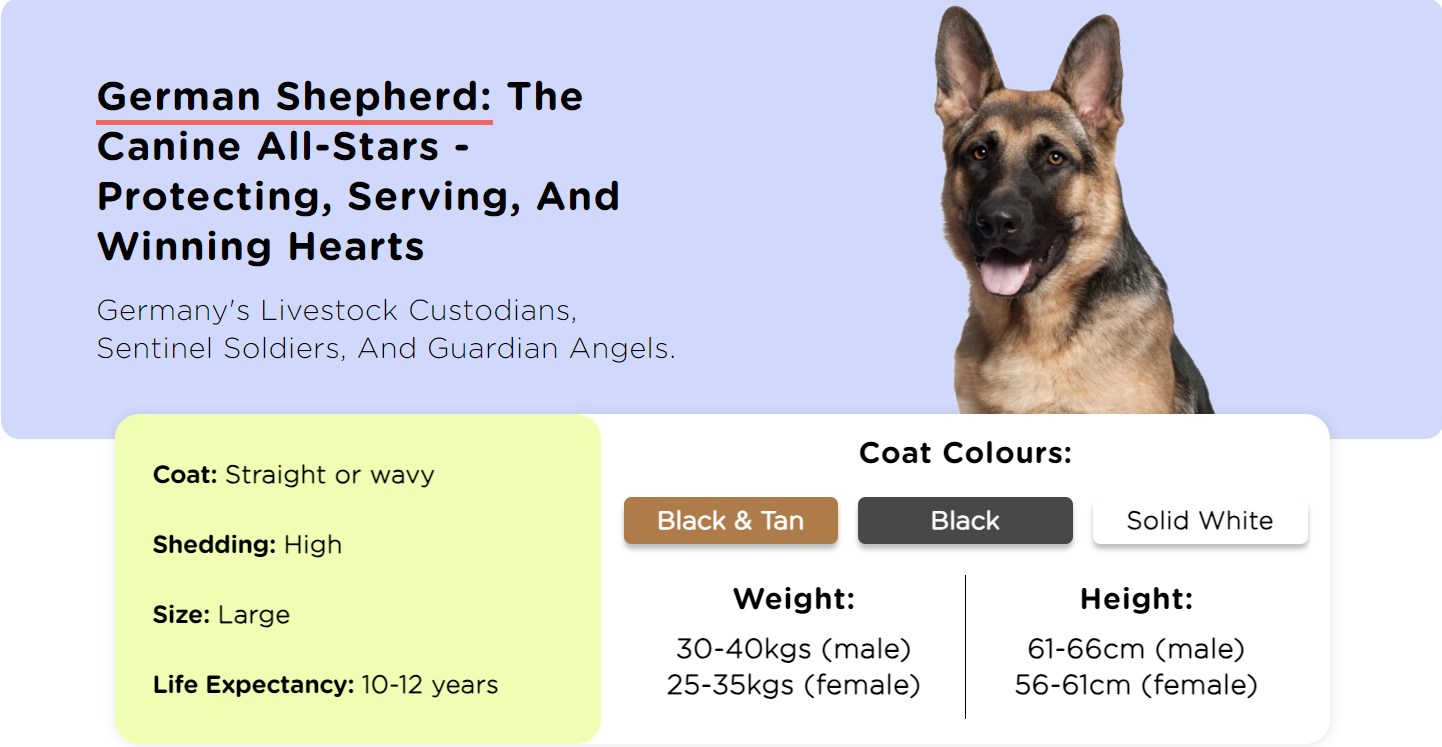 German Shepherd: The
Canine All-Stars -
Protecting, Serving, And
Winning Hearts
Germany's Livestock Custodians,
Sentinel Soldiers, And Guardian Angels.
Coat: Straight or wavy
Shedding: High
Size: Large
Life Expectancy: 10-12 years
Coat Colours:
Black & Tan
Black
Solid White
Weight:
30-40kgs (male)
25-35kgs (female)
Height:
61-66cm (male)
56-61cm (female)